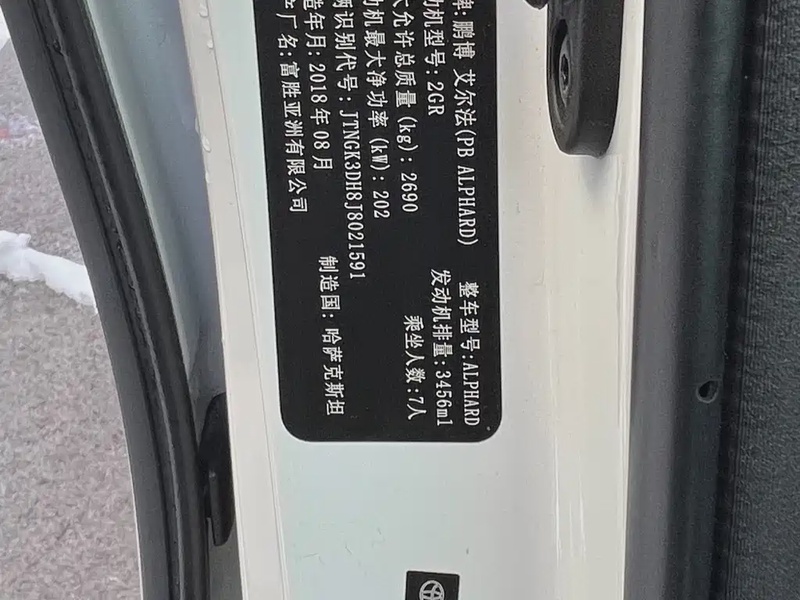 牌:鹏博 艾尔法(PB ALPHARD) 整车型号:ALPHARD
动机型号:2GR 发动机排量:3456ml
大允许总质量(kg):2690 乘坐人数:7人
动机最大净功率(kW):202
辆识别代号:JTNGK3DH8J8021591
造年月:2018年08月 制造国:哈萨克斯坦
产厂名:富胜亚洲有限公司